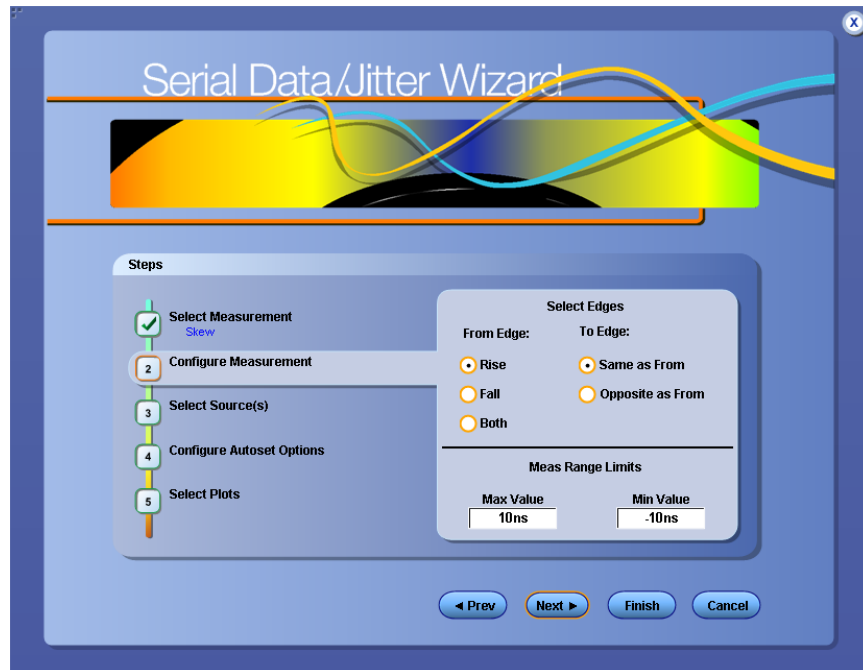 X
Serial Data/Jitter Wizard
Steps
Select Measurement
Skew
2 Configure Measurement
3 Select Source(s)
4 Configure Autoset Options
5 Select Plots
Select Edges
From Edge: To Edge:
Rise Same as From
Fall Opposite as From
Both
Meas Range Limits
Max Value Min Value
10ns -10ns
◄ Prev Next ► Finish Cancel